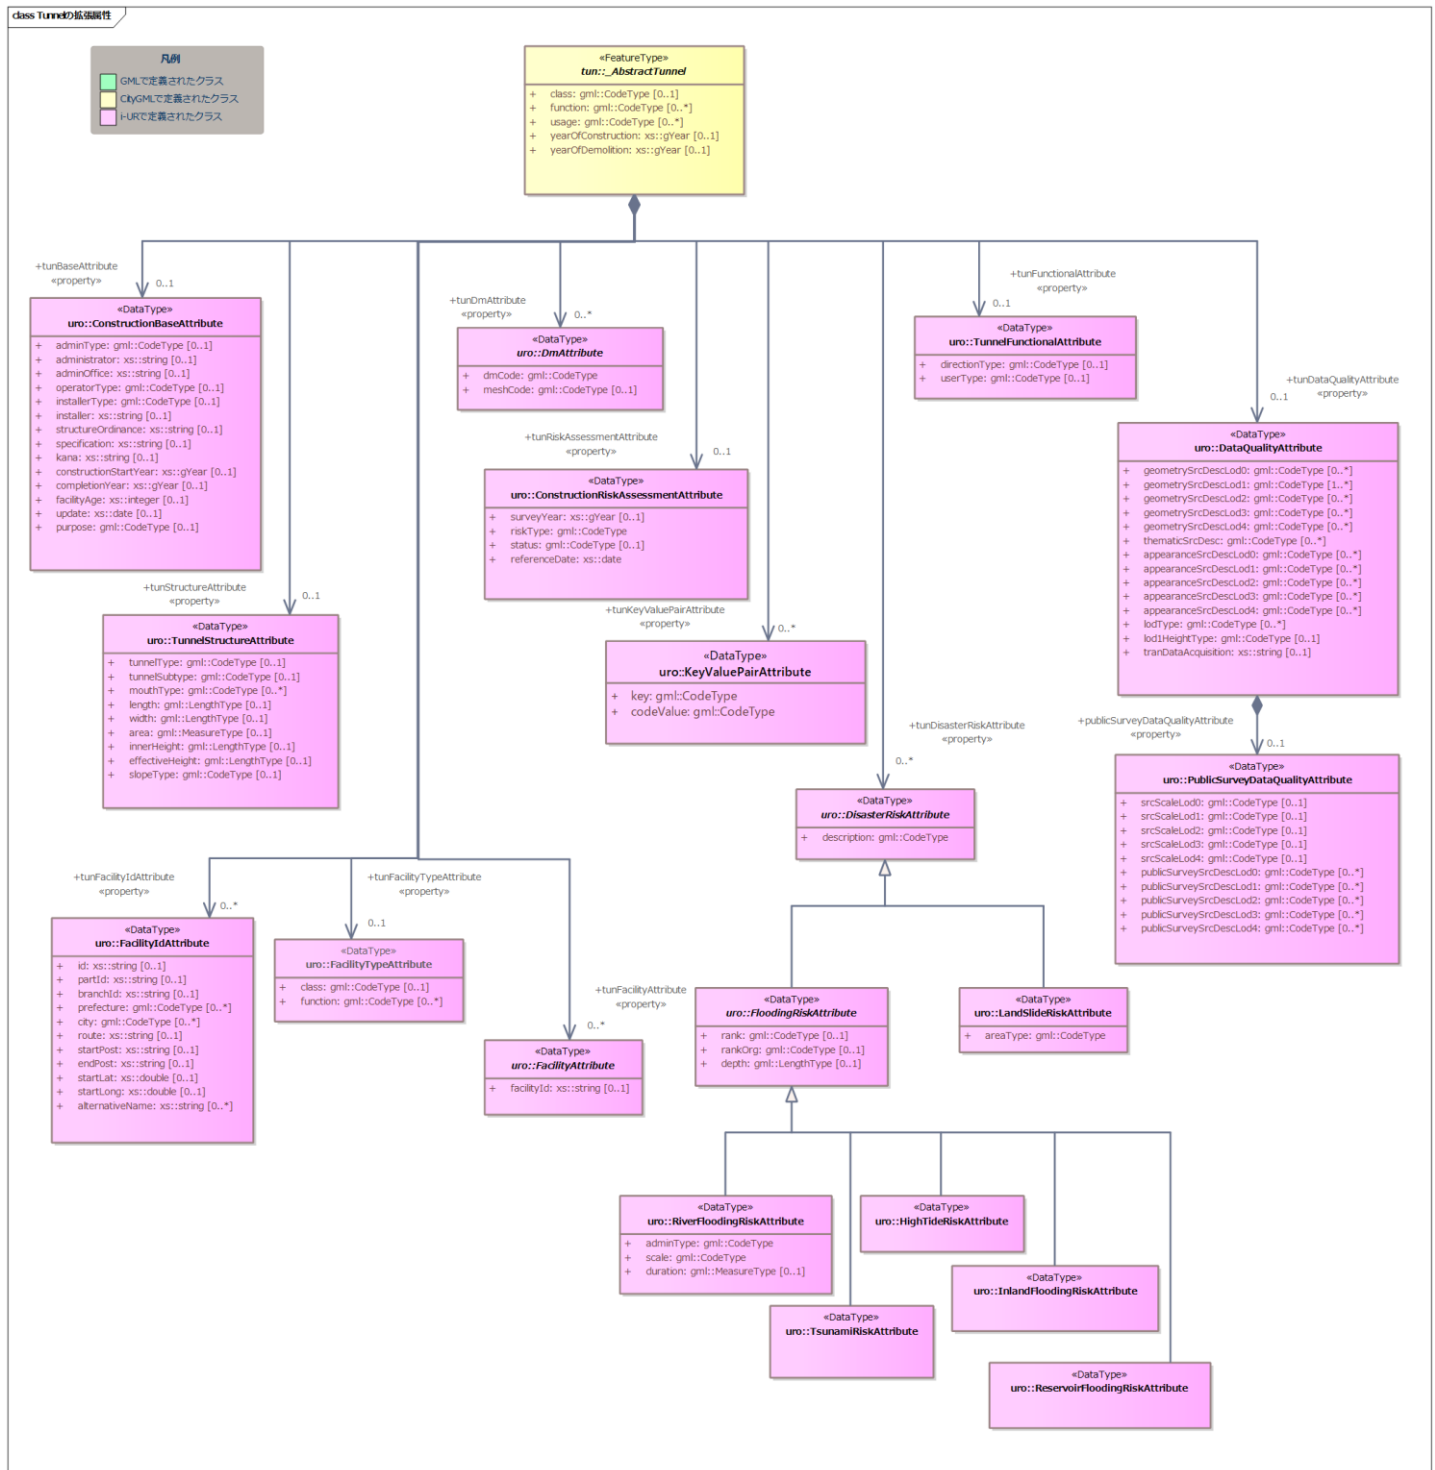 class Tunnelの拡張属性
凡例
GMLで定義されたクラス
CityGMLで定義されたクラス
i-URで定義されたクラス
«FeatureType»
tun::_AbstractTunnel
+ class: gml::CodeType [0..1]
+ function: gml::CodeType [0..*]
+ usage: gml::CodeType [0..*]
+ yearOfConstruction: xs::gYear [0..1]
+ yearOfDemolition: xs::gYear [0..1]
+tunBaseAttribute
«property»
0..1
«DataType»
uro::ConstructionBaseAttribute
+ adminType: gml::CodeType [0..1]
+ administrator: xs::string [0..1]
+ adminOffice: xs::string [0..1]
+ operatorType: gml::CodeType [0..1]
+ installerType: gml::CodeType [0..1]
+ installer: xs::string [0..1]
+ structureOrdinance: xs::string [0..1]
+ specification: xs::string [0..1]
+ kana: xs::string [0..1]
+ constructionStartYear: xs::gYear [0..1]
+ completionYear: xs::gYear [0..1]
+ facilityAge: xs::integer [0..1]
+ update: xs::date [0..1]
+ purpose: gml::CodeType [0..1]
+tunDmAttribute
«property»
0..*
«DataType»
uro::DmAttribute
+ dmCode: gml::CodeType
+ meshCode: gml::CodeType [0..1]
+tunFunctionalAttribute
«property»
0..1
«DataType»
uro::TunnelFunctionalAttribute
+ directionType: gml::CodeType [0..1]
+ userType: gml::CodeType [0..1]
+tunDataQualityAttribute
«property»
0..1
«DataType»
uro::DataQualityAttribute
+ geometrySrcDescLod0: gml::CodeType [0..*]
+ geometrySrcDescLod1: gml::CodeType [1..*]
+ geometrySrcDescLod2: gml::CodeType [0..*]
+ geometrySrcDescLod3: gml::CodeType [0..*]
+ geometrySrcDescLod4: gml::CodeType [0..*]
+ thematicSrcDesc: gml::CodeType [0..*]
+ appearanceSrcDescLod0: gml::CodeType [0..*]
+ appearanceSrcDescLod1: gml::CodeType [0..*]
+ appearanceSrcDescLod2: gml::CodeType [0..*]
+ appearanceSrcDescLod3: gml::CodeType [0..*]
+ appearanceSrcDescLod4: gml::CodeType [0..*]
+ lodType: gml::CodeType [0..*]
+ lod1HeightType: gml::CodeType [0..1]
+ tranDataAcquisition: xs::string [0..1]
+tunRiskAssessmentAttribute
«property»
0..1
«DataType»
uro::ConstructionRiskAssessmentAttribute
+ surveyYear: xs::gYear [0..1]
+ riskType: gml::CodeType
+ status: gml::CodeType [0..1]
+ referenceDate: xs::date
+tunStructureAttribute
«property»
0..1
«DataType»
uro::TunnelStructureAttribute
+ tunnelType: gml::CodeType [0..1]
+ tunnelSubtype: gml::CodeType [0..1]
+ mouthType: gml::CodeType [0..*]
+ length: gml::LengthType [0..1]
+ width: gml::LengthType [0..1]
+ area: gml::MeasureType [0..1]
+ innerHeight: gml::LengthType [0..1]
+ effectiveHeight: gml::LengthType [0..1]
+ slopeType: gml::CodeType [0..1]
+tunKeyValuePairAttribute
«property»
0..*
«DataType»
uro::KeyValuePairAttribute
+ key: gml::CodeType
+ codeValue: gml::CodeType
+tunDisasterRiskAttribute
«property»
0..*
«DataType»
uro::DisasterRiskAttribute
+ description: gml::CodeType
+publicSurveyDataQualityAttribute
«property»
0..1
«DataType»
uro::PublicSurveyDataQualityAttribute
+ srcScaleLod0: gml::CodeType [0..1]
+ srcScaleLod1: gml::CodeType [0..1]
+ srcScaleLod2: gml::CodeType [0..1]
+ srcScaleLod3: gml::CodeType [0..1]
+ srcScaleLod4: gml::CodeType [0..1]
+ publicSurveySrcDescLod0: gml::CodeType [0..*]
+ publicSurveySrcDescLod1: gml::CodeType [0..*]
+ publicSurveySrcDescLod2: gml::CodeType [0..*]
+ publicSurveySrcDescLod3: gml::CodeType [0..*]
+ publicSurveySrcDescLod4: gml::CodeType [0..*]
+tunFacilityIdAttribute
«property»
0..*
«DataType»
uro::FacilityIdAttribute
+ id: xs::string [0..1]
+ partId: xs::string [0..1]
+ branchId: xs::string [0..1]
+ prefecture: gml::CodeType [0..*]
+ city: gml::CodeType [0..*]
+ route: xs::string [0..1]
+ startPost: xs::string [0..1]
+ endPost: xs::string [0..1]
+ startLat: xs::double [0..1]
+ startLong: xs::double [0..1]
+ alternativeName: xs::string [0..*]
+tunFacilityTypeAttribute
«property»
0..1
«DataType»
uro::FacilityTypeAttribute
+ class: gml::CodeType [0..1]
+ function: gml::CodeType [0..*]
+tunFacilityAttribute
«property»
0..*
«DataType»
uro::FacilityAttribute
+ facilityId: xs::string [0..1]
«DataType»
uro::FloodingRiskAttribute
+ rank: gml::CodeType [0..1]
+ rankOrg: gml::CodeType [0..1]
+ depth: gml::LengthType [0..1]
«DataType»
uro::LandSlideRiskAttribute
+ areaType: gml::CodeType
«DataType»
uro::RiverFloodingRiskAttribute
+ adminType: gml::CodeType
+ scale: gml::CodeType
+ duration: gml::MeasureType [0..1]
«DataType»
uro::HighTideRiskAttribute
«DataType»
uro::InlandFloodingRiskAttribute
«DataType»
uro::TsunamiRiskAttribute
«DataType»
uro::ReservoirFloodingRiskAttribute